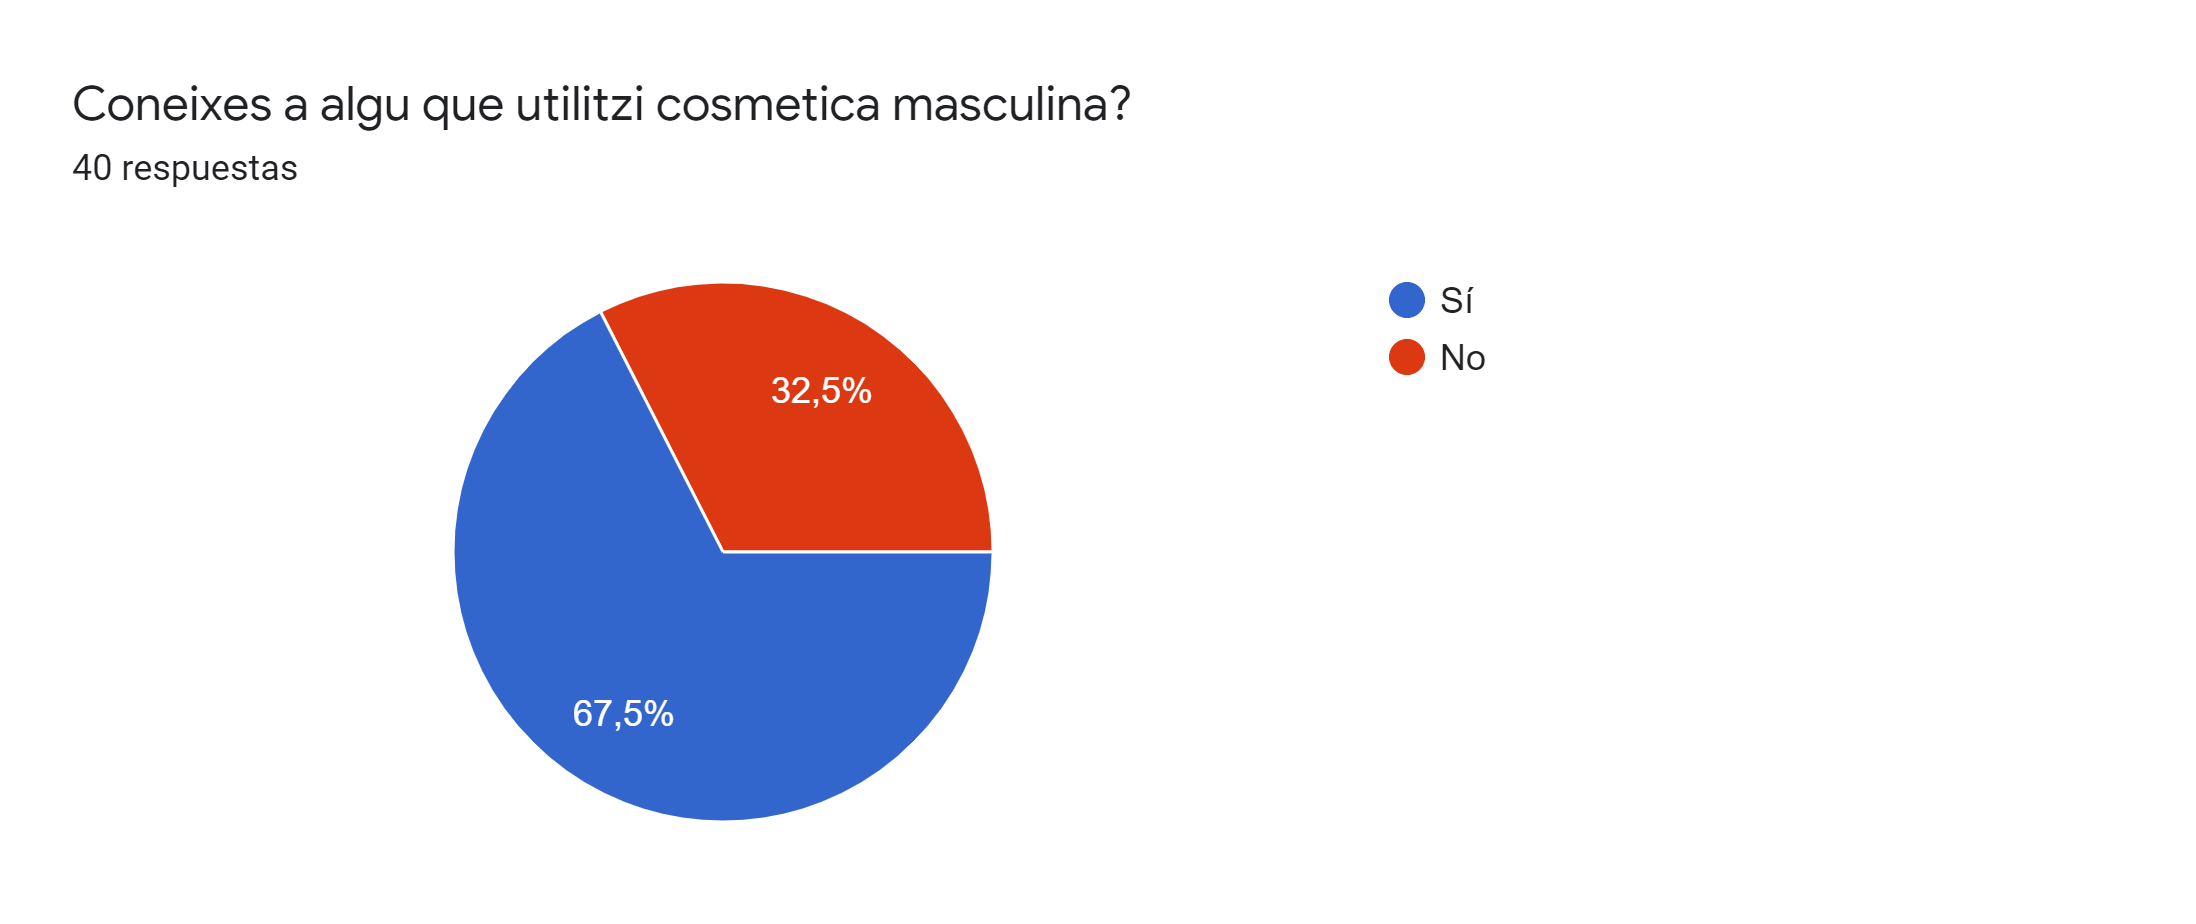 Coneixes a algu que utilitzi cosmetica masculina?
40 respuestas
Sí
No
32,5%
67,5%